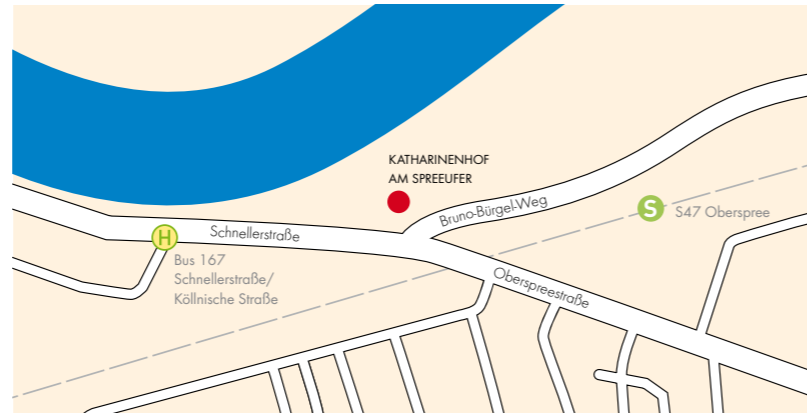 KATHARINENHOF
AM SPREEUFER
Bruno-Bürgel-Weg
S
S47 Oberspree
Schnellerstraße
H
Bus 167
Schnellerstraße/
Köllnische Straße
Oberspreestraße